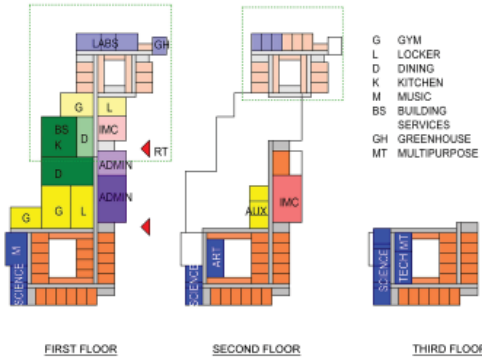 LABS
GH
G
L
BS
K
D
IMC
RT
ADMIN
D
ADMIN
G
G
L
M
SCIENCE
FIRST FLOOR
IMC
AUX
ART
SCIENCE
SECOND FLOOR
G GYM
L LOCKER
D DINING
K KITCHEN
M MUSIC
BS BUILDING
SERVICES
GH GREENHOUSE
MT MULTIPURPOSE
SCIENCE
TECH MT
THIRD FLOOR